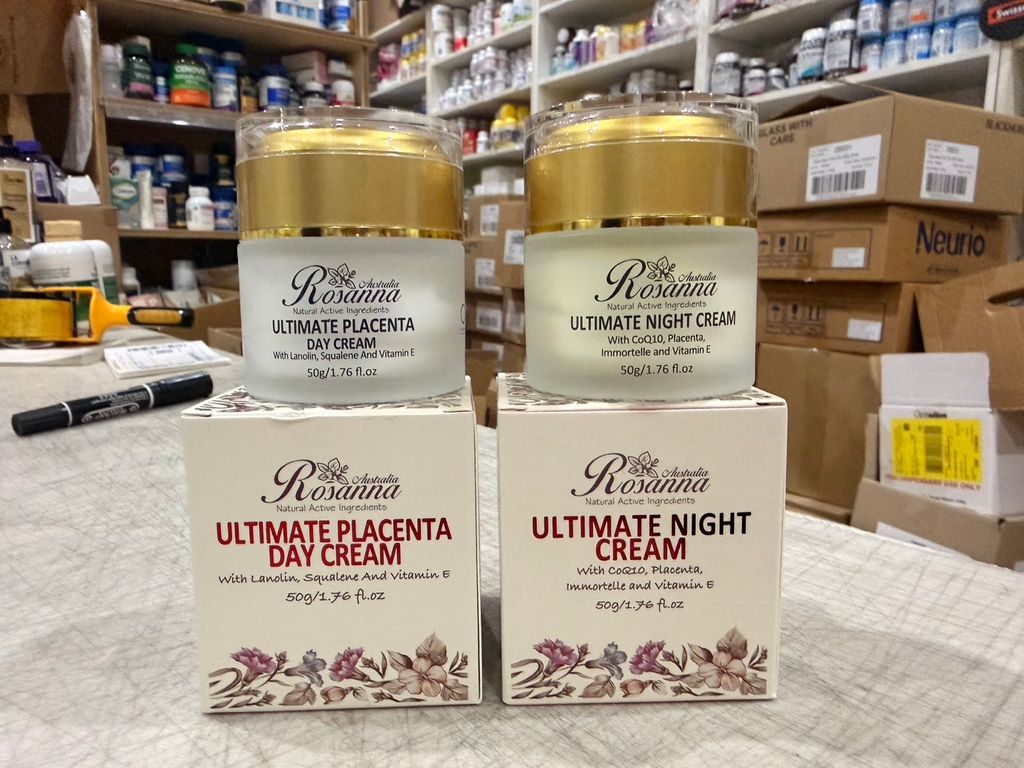 Rosanna
Australia
Natural Active Ingredients
ULTIMATE PLACENTA
DAY CREAM
With Lanolin, Squalene And Vitamin E
50g/1.76 fl.oz
Rosanna
Australia
Natural Active Ingredients
ULTIMATE NIGHT CREAM
With CoQ10, Placenta,
Immortelle and Vitamin E
50g/1.76 fl.oz
Rosanna
Australia
Natural Active Ingredients
ULTIMATE PLACENTA
DAY CREAM
With Lanolin, Squalene And Vitamin E
50g/1.76 fl.oz
Rosanna
Australia
Natural Active Ingredients
ULTIMATE NIGHT
CREAM
With CoQ10, Placenta,
Immortelle and Vitamin E
50g/1.76 fl.oz
GLASS WITH
CARE
Neurio